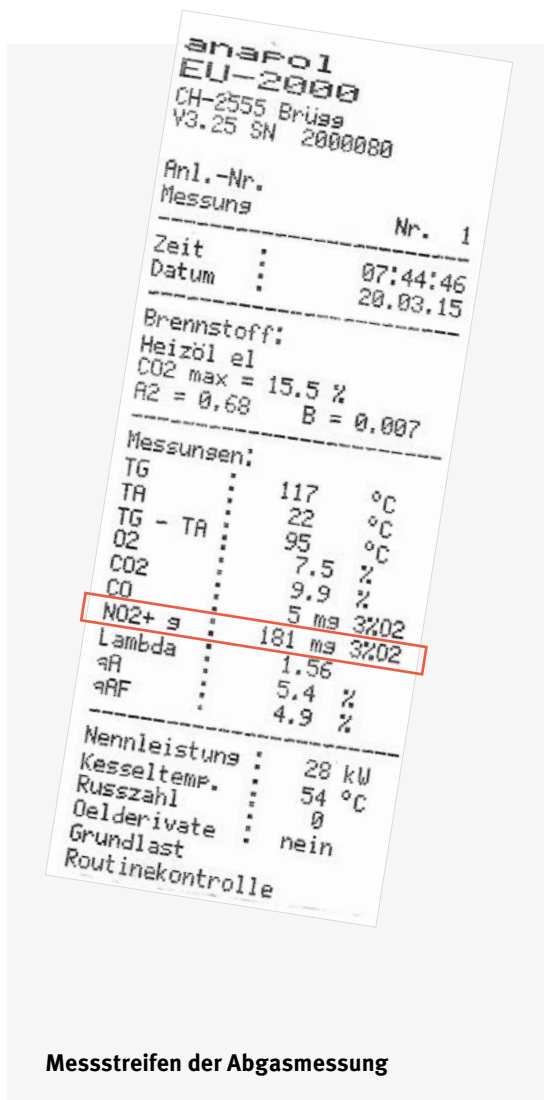 anapol
EU-2000
CH-2555 Brügg
V3.25 SN 2000080
Anl.-Nr.
Messung Nr. 1
Zeit : 07:44:46
Datum : 20.03.15
Brennstoff:
Heizöl el
CO2 max = 15.5 %
A2 = 0,68 B = 0.007
Messungen:
TG : 117 °C
TA : 22 °C
TG - TA : 95 °C
O2 : 7.5 %
CO2 : 9.9 %
CO : 5 mg 3%O2
NO2+ g : 181 mg 3%O2
Lambda : 1.56
qA : 5.4 %
qAF : 4.9 %
Nennleistung : 28 kW
Kesseltemp. : 54 °C
Russzahl : 0
Oelderivate : nein
Grundlast
Routinekontrolle
Messstreifen der Abgasmessung